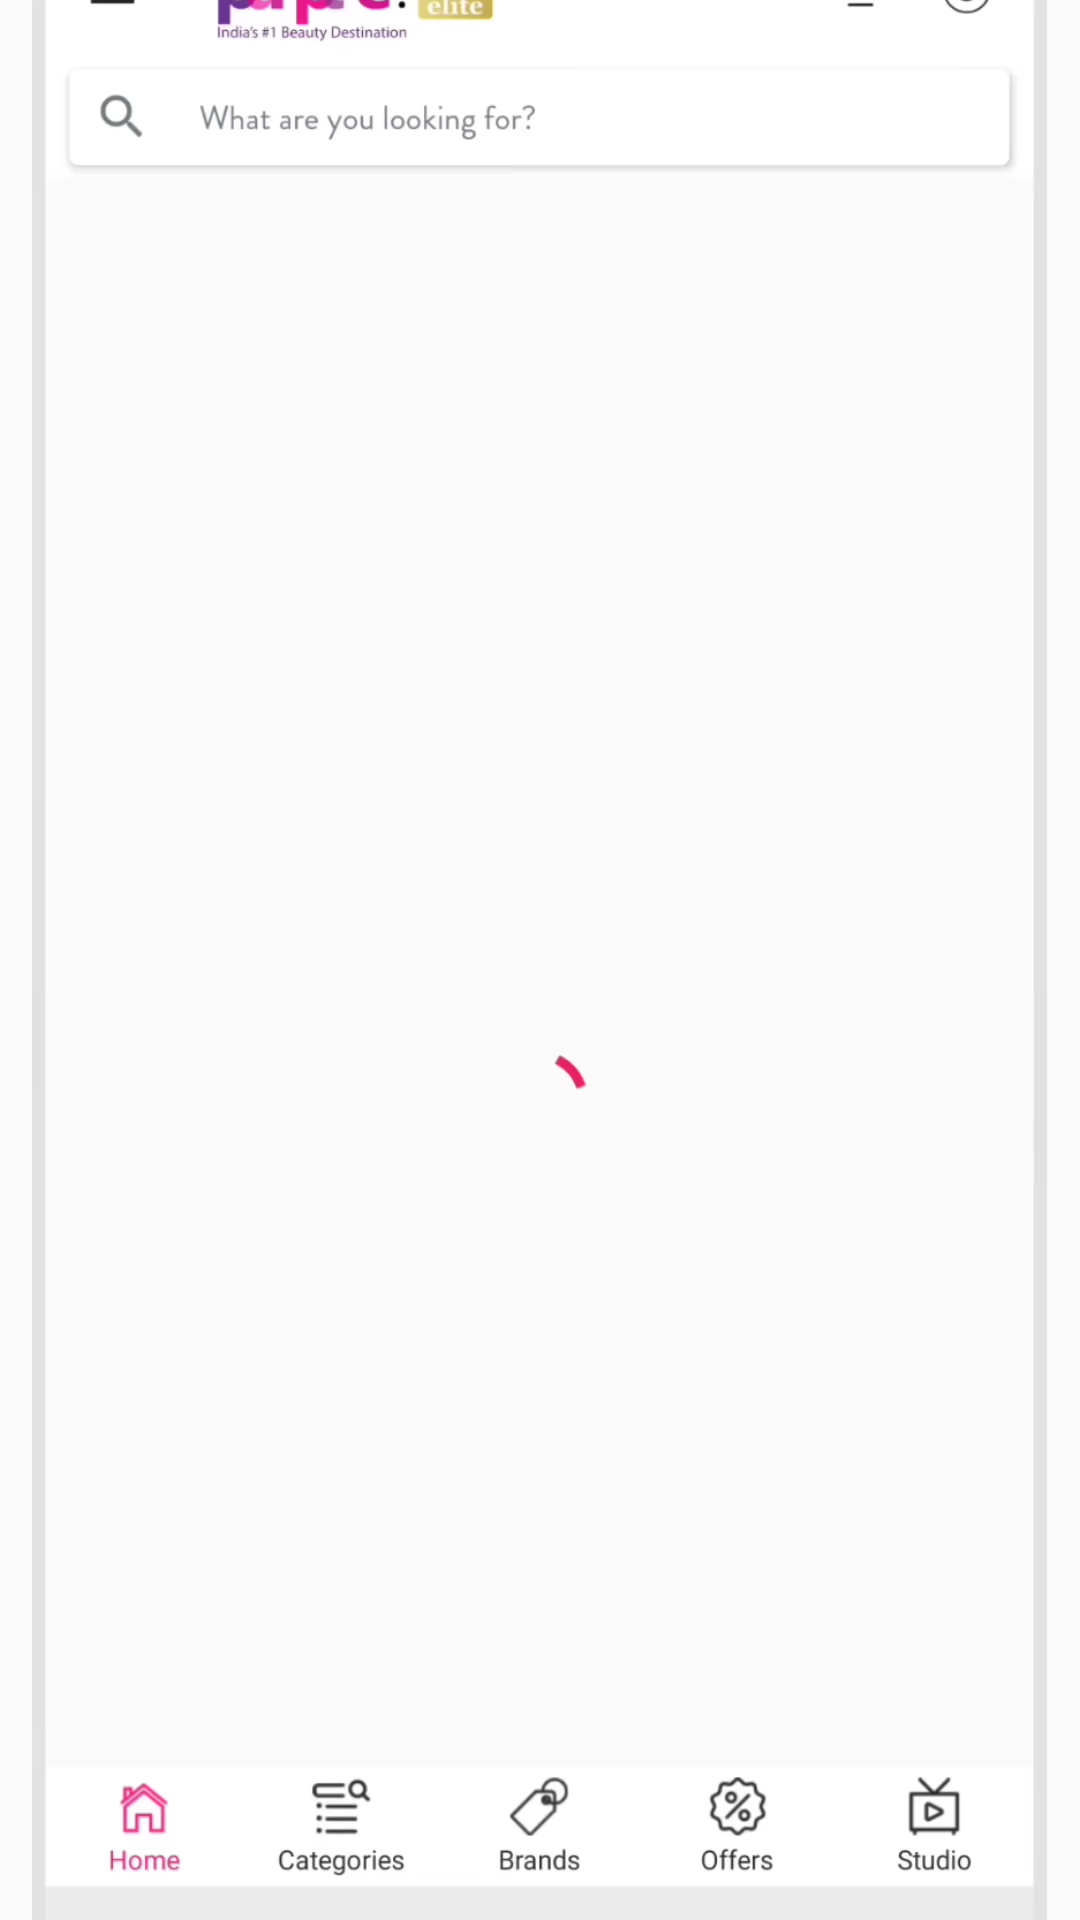 elite
India's #1 Beauty Destination
What are you looking for?
Home
Categories
Brands
Offers
Studio